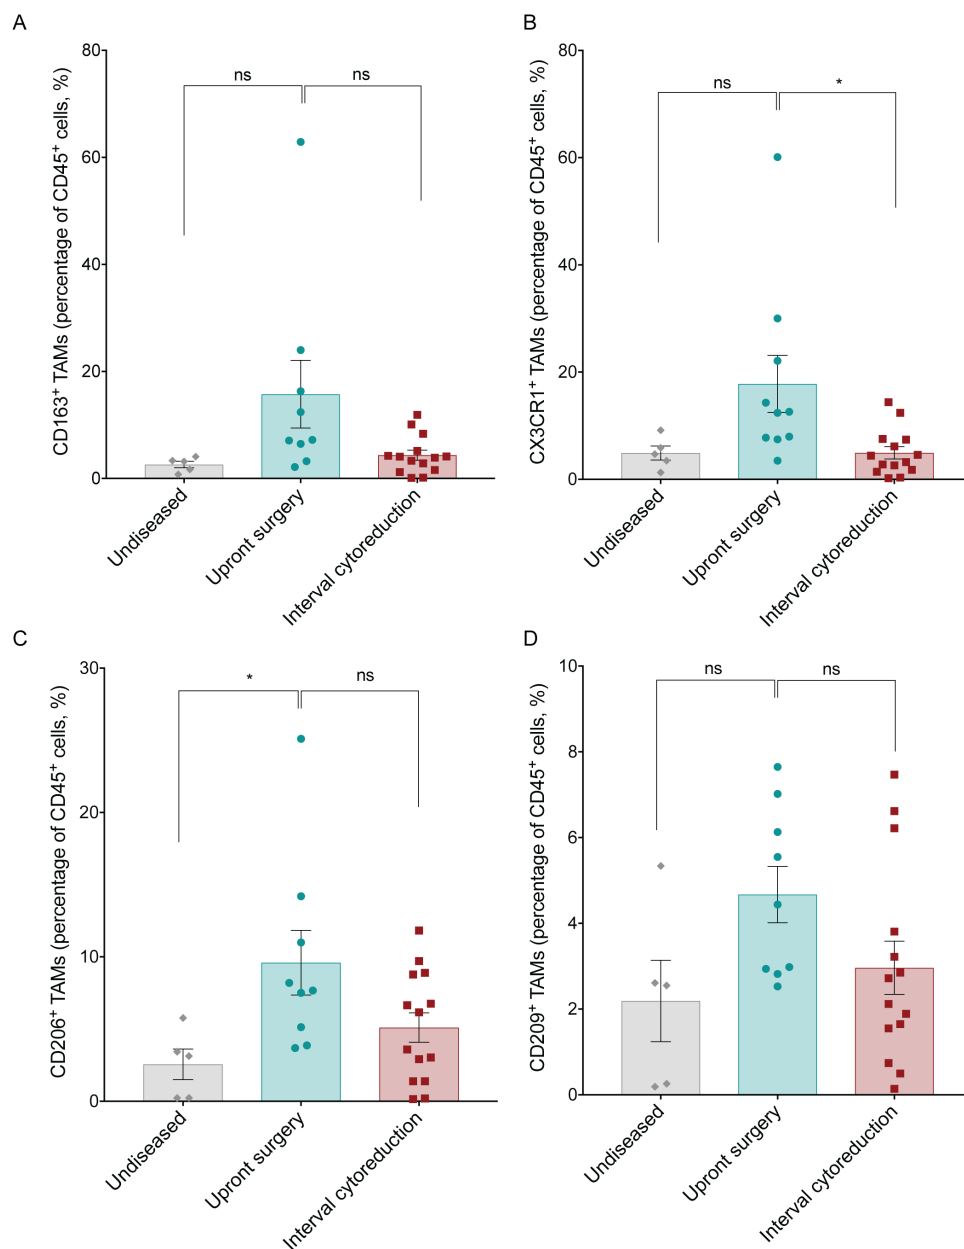 A
CD163+ TAMs (percentage of CD45+ cells, %)
80
60
40
20
0
ns
ns
Undiseased
Upront surgery
Interval cytoreduction
B
CX3CR1+ TAMs (percentage of CD45+ cells, %)
80
60
40
20
0
ns
*
Undiseased
Upront surgery
Interval cytoreduction
C
CD206+ TAMs (percentage of CD45+ cells, %)
30
20
10
0
*
ns
Undiseased
Upront surgery
Interval cytoreduction
D
CD209+ TAMs (percentage of CD45+ cells, %)
10
8
6
4
2
0
ns
ns
Undiseased
Upront surgery
Interval cytoreduction